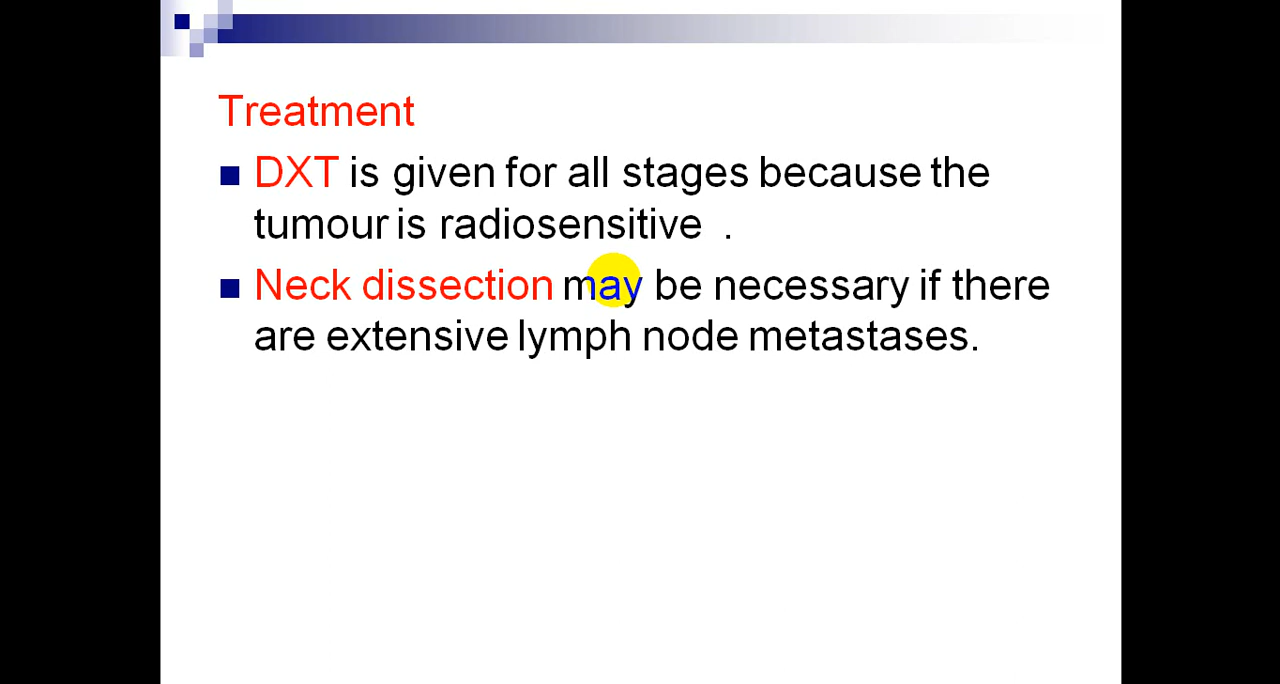 Treatment
DXT is given for all stages because the
tumour is radiosensitive .
Neck dissection may be necessary if there
are extensive lymph node metastases.